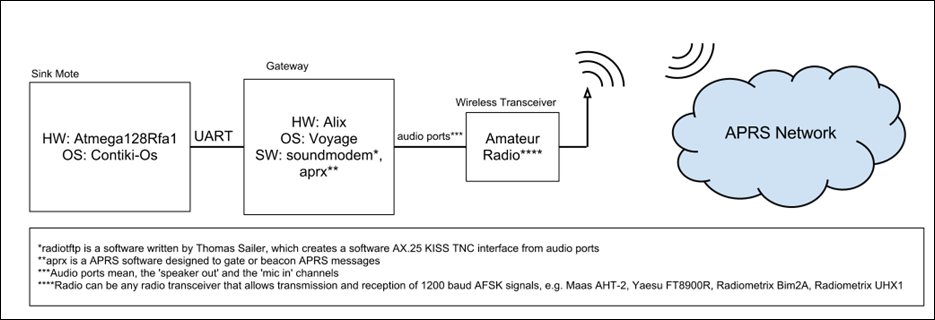 Sink Mote
HW: Atmega128Rfa1
OS: Contiki-Os
UART
Gateway
HW: Alix
OS: Voyage
SW: soundmodem*,
aprx**
audio ports***
Wireless Transceiver
Amateur
Radio****
APRS Network
*radiotftp is a software written by Thomas Sailer, which creates a software AX.25 KISS TNC interface from audio ports
**aprx is a APRS software designed to gate or beacon APRS messages
***Audio ports mean, the 'speaker out' and the 'mic in' channels
****Radio can be any radio transceiver that allows transmission and reception of 1200 baud AFSK signals, e.g. Maas AHT-2, Yaesu FT8900R, Radiometrix Bim2A, Radiometrix UHX1